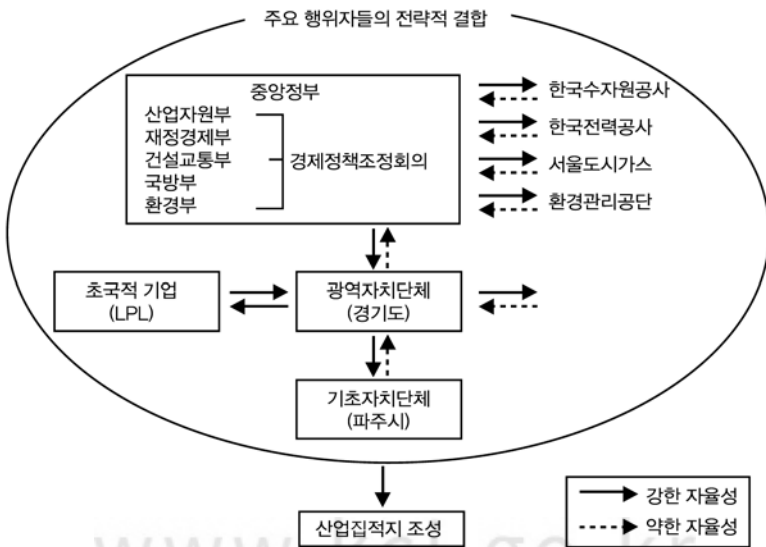 주요 행위자들의 전략적 결합
중앙정부
산업자원부
재정경제부
건설교통부
국방부
환경부
경제정책조정회의
한국수자원공사
한국전력공사
서울도시가스
환경관리공단
초국적 기업
(LPL)
광역자치단체
(경기도)
기초자치단체
(파주시)
산업집적지 조성
강한 자율성
약한 자율성